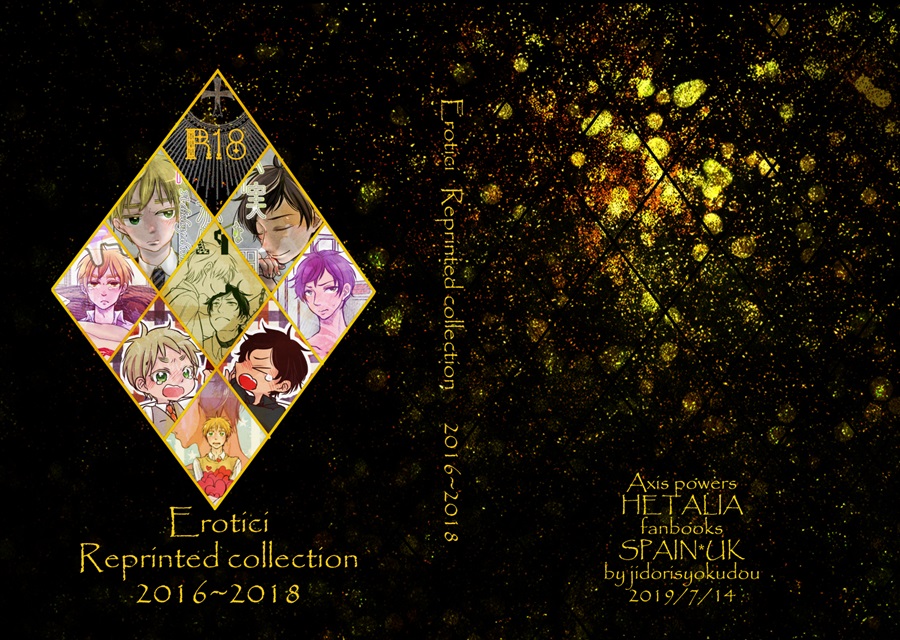 R18
実
Erotici
Reprinted collection
2016~2018
Erotici Reprinted collection 2016~2018
Axis powers
HETALIA
fanbooks
SPAIN*UK
by jidorisyokudou
2019/7/14